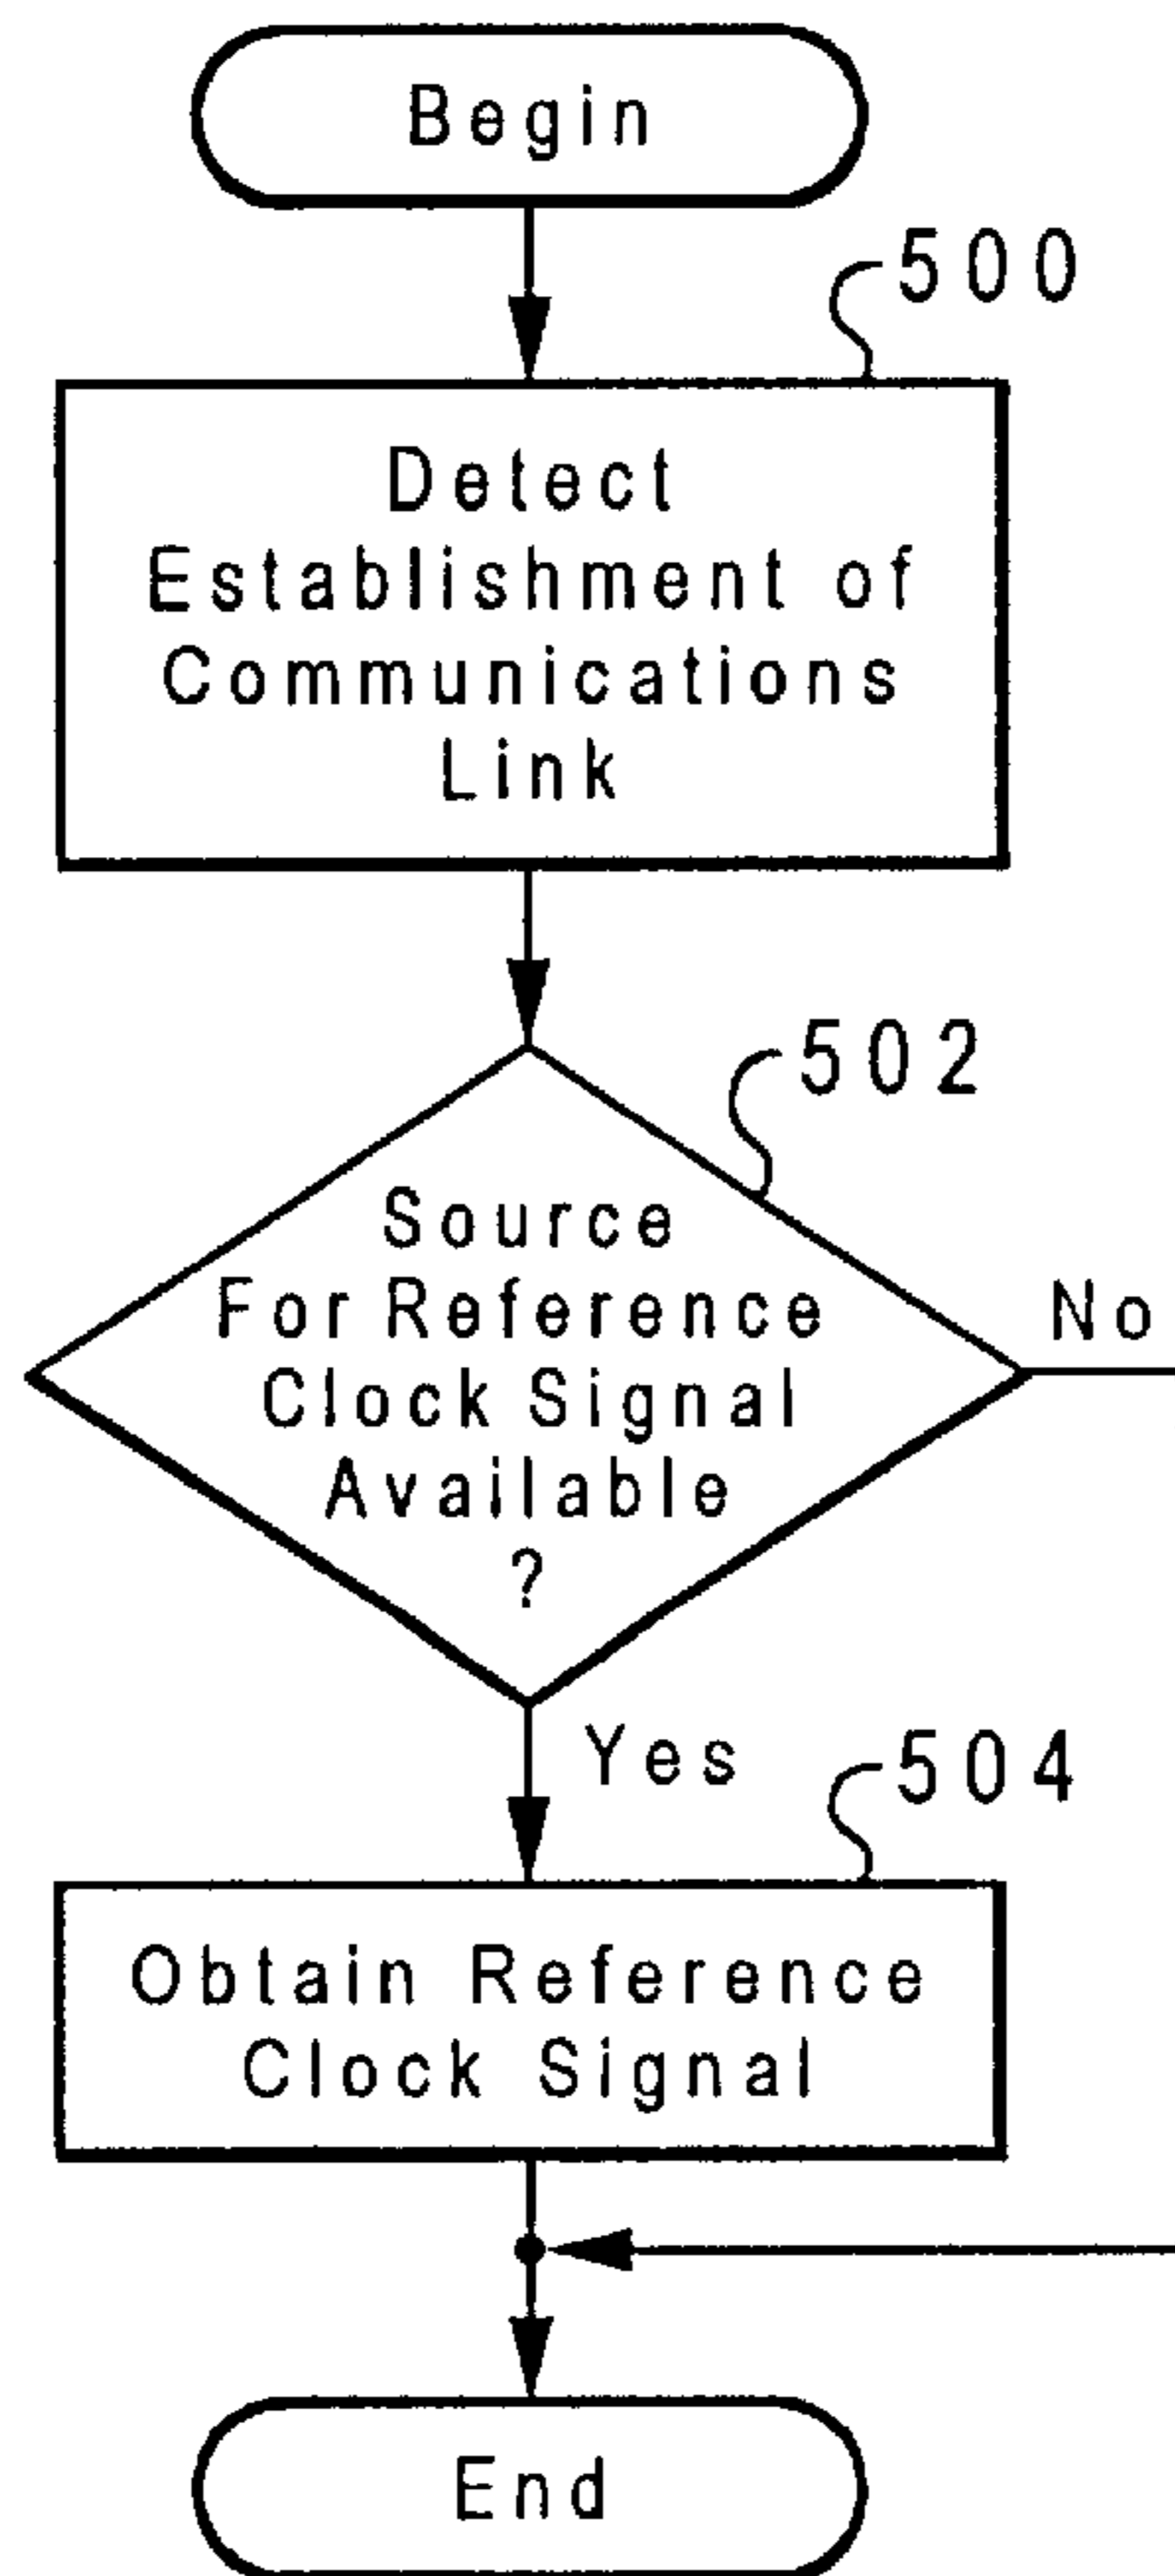 Begin
500
Detect
Establishment of
Communications
Link
502
Source
For Reference
Clock Signal
Available
?
No
Yes
504
Obtain Reference
Clock Signal
End